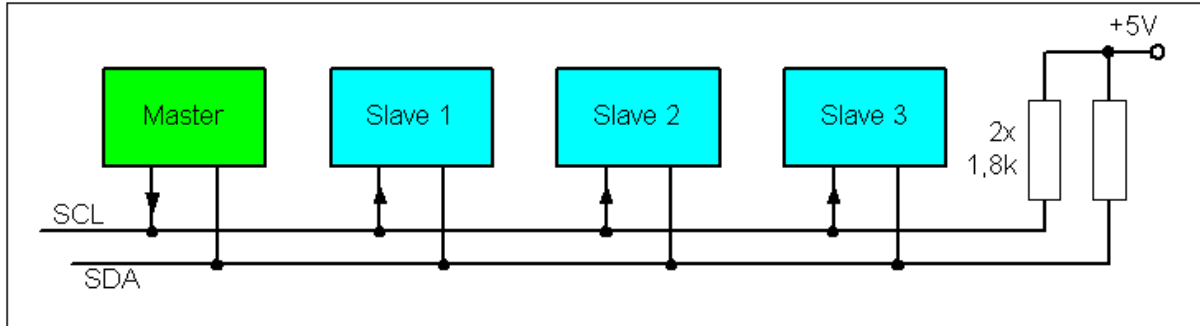 +5V
Master
Slave 1
Slave 2
Slave 3
2x
1,8k
SCL
SDA